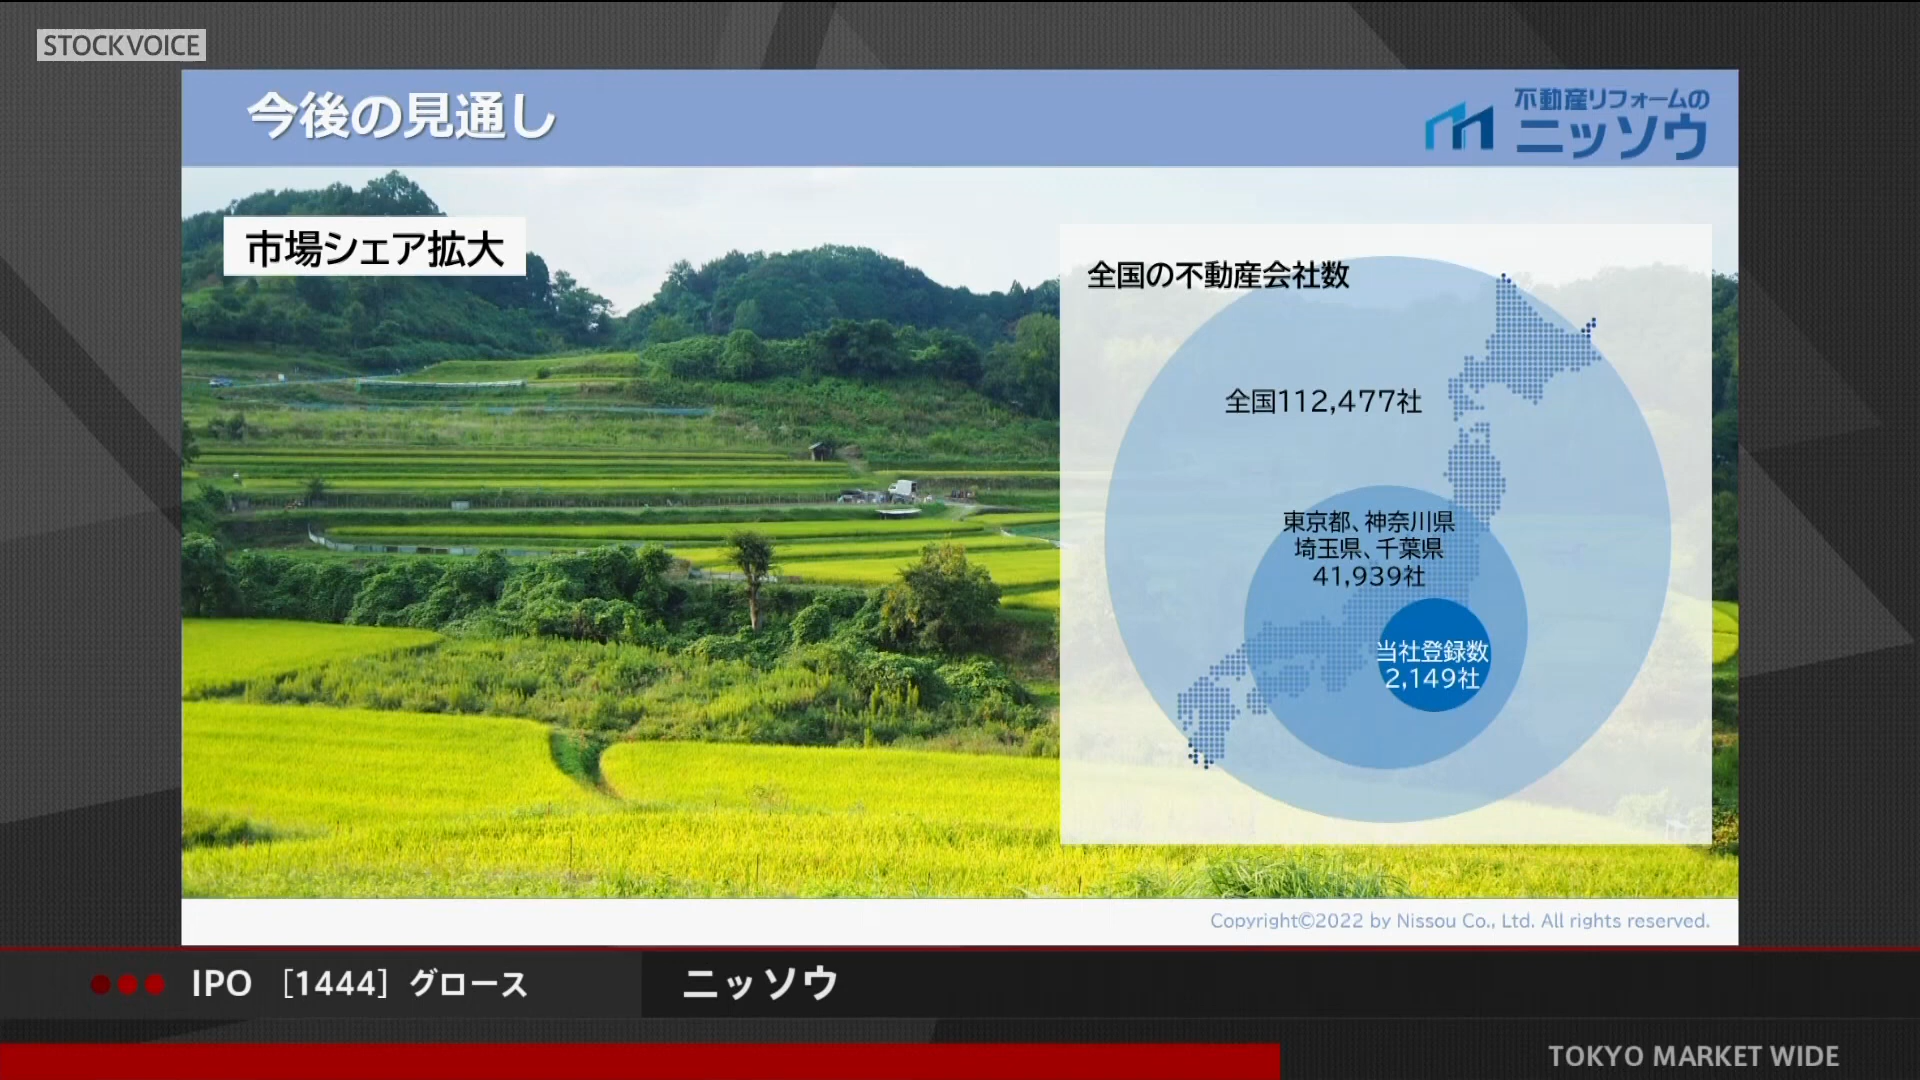 STOCKVOICE
今後の見通し
不動産リフォームの
ニッソウ
市場シェア拡大
全国の不動産会社数
全国112,477社
東京都、神奈川県
埼玉県、千葉県
41,939社
当社登録数
2,149社
Copyright©2022 by Nissou Co., Ltd. All rights reserved.
IPO [1444] グロース ニッソウ
TOKYO MARKET WIDE